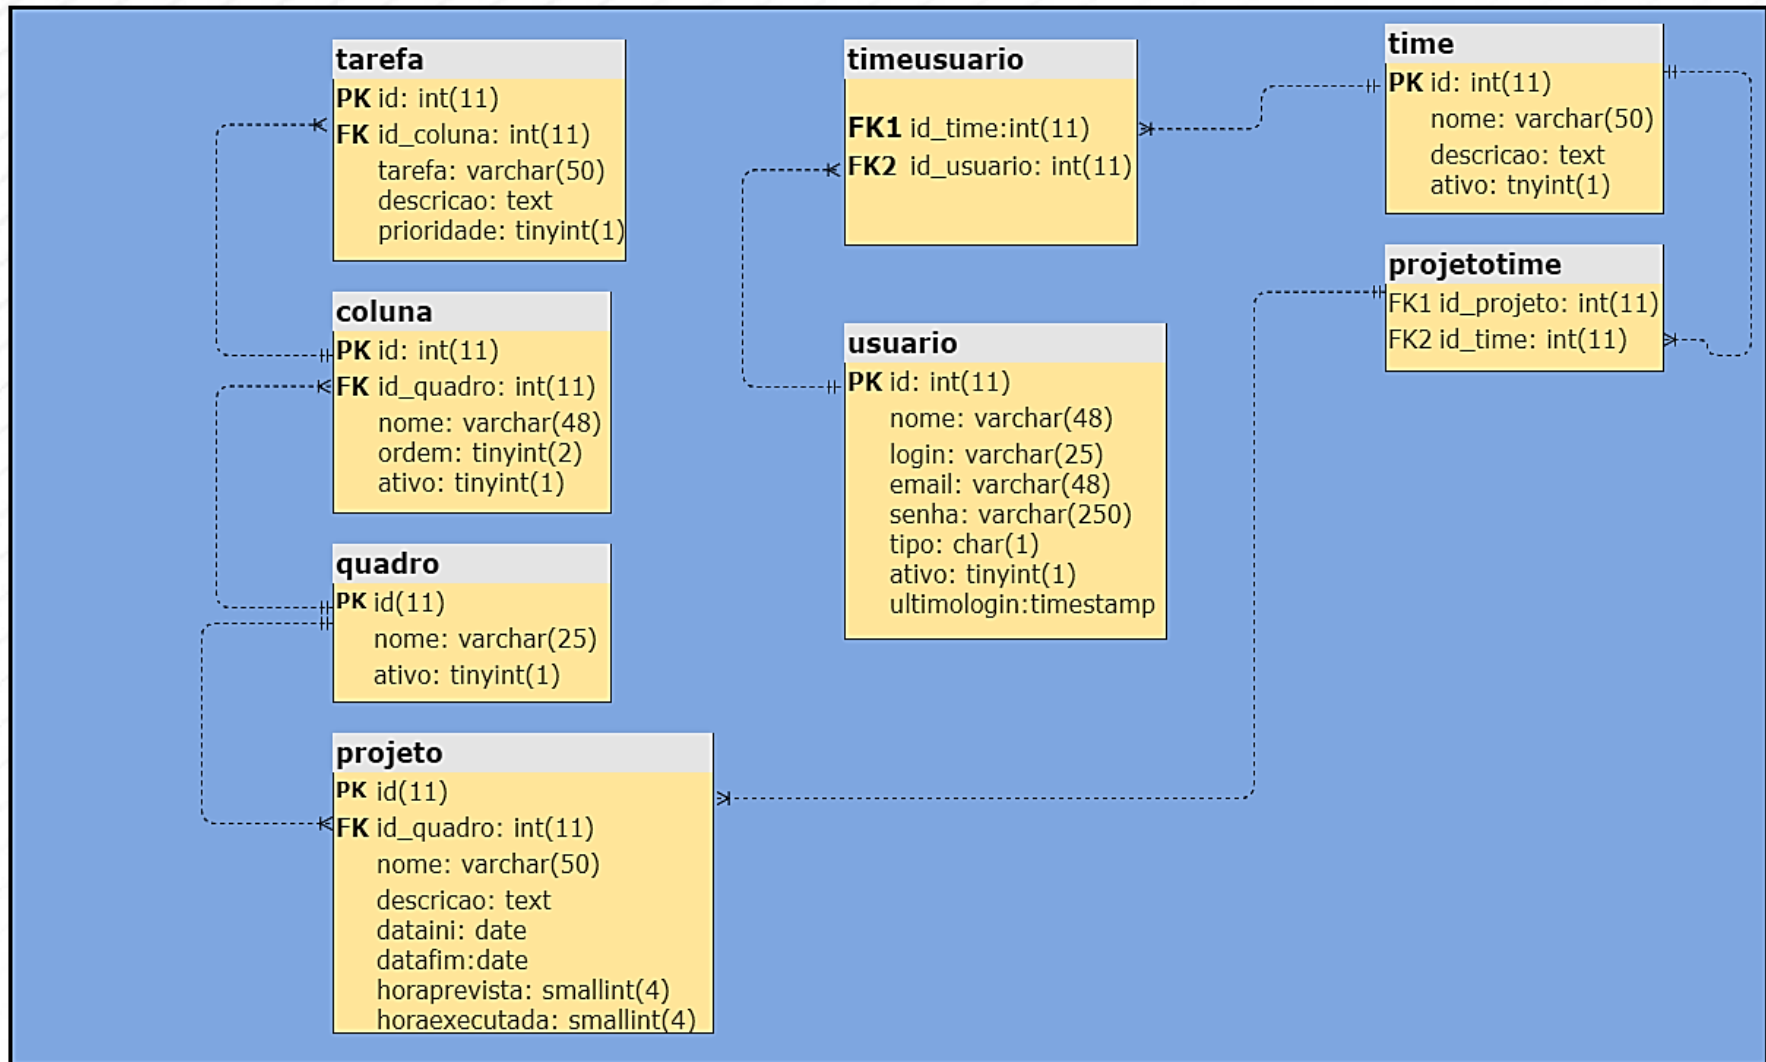 tarefa
PK id: int(11)
FK id_coluna: int(11)
tarefa: varchar(50)
descricao: text
prioridade: tinyint(1)
coluna
PK id: int(11)
FK id_quadro: int(11)
nome: varchar(48)
ordem: tinyint(2)
ativo: tinyint(1)
quadro
PK id(11)
nome: varchar(25)
ativo: tinyint(1)
projeto
PK id(11)
FK id_quadro: int(11)
nome: varchar(50)
descricao: text
dataini: date
datafim:date
horaprevista: smallint(4)
horaexecutada: smallint(4)
timeusuario
FK1 id_time:int(11)
FK2 id_usuario: int(11)
usuario
PK id: int(11)
nome: varchar(48)
login: varchar(25)
email: varchar(48)
senha: varchar(250)
tipo: char(1)
ativo: tinyint(1)
ultimologin:timestamp
time
PK id: int(11)
nome: varchar(50)
descricao: text
ativo: tnyint(1)
projetotime
FK1 id_projeto: int(11)
FK2 id_time: int(11)